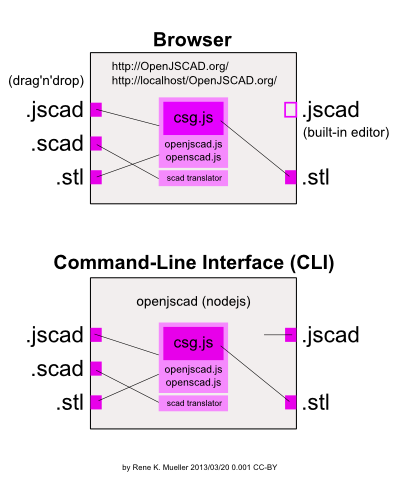 Browser
http://OpenJSCAD.org/
http://localhost/OpenJSCAD.org/
(drag'n'drop)
.jscad
.scad
.stl
csg.js
openjscad.js
openscad.js
scad translator
.jscad
(built-in editor)
.stl
Command-Line Interface (CLI)
openjscad (nodejs)
.jscad
.scad
.stl
csg.js
openjscad.js
openscad.js
scad translator
.jscad
.stl
by Rene K. Mueller 2013/03/20 0.001 CC-BY